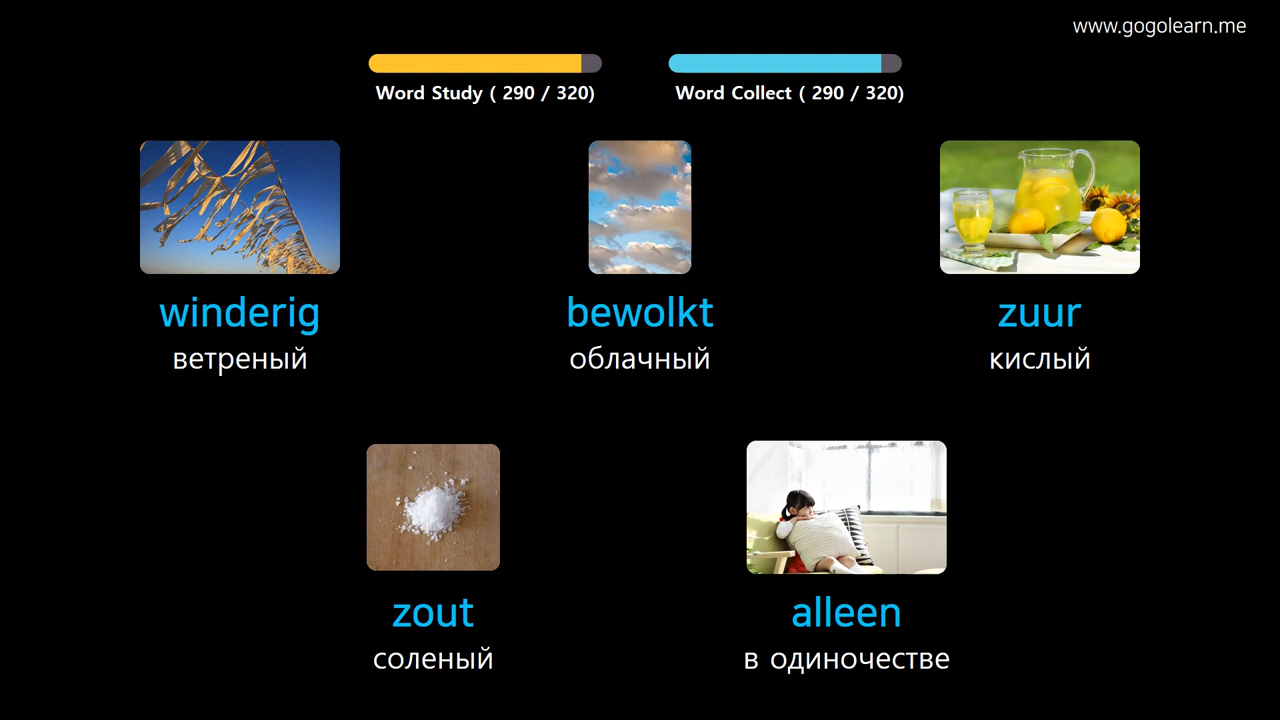 www.gogolearn.me
Word Study ( 290 / 320)
Word Collect ( 290 / 320)
winderig
ветреный
bewolkt
облачный
zuur
кислый
zout
соленый
alleen
в одиночестве